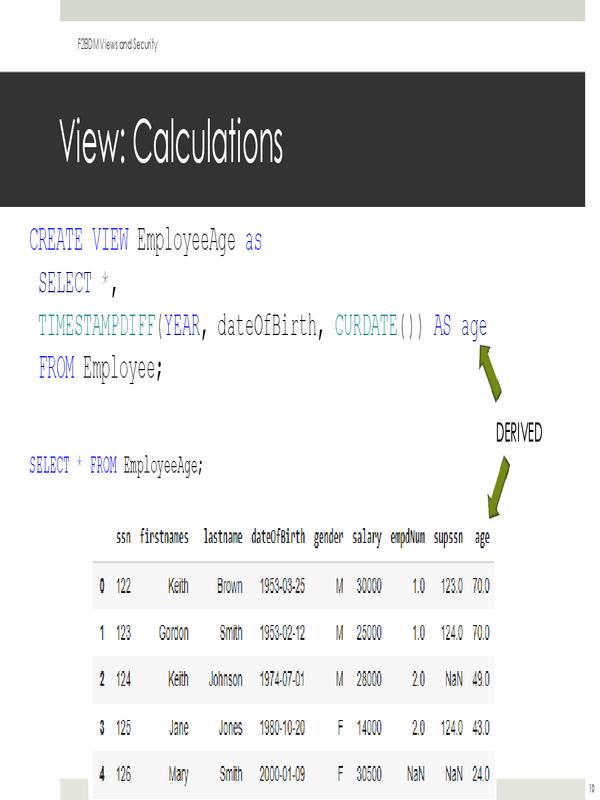 F2BDM Views and Security
View: Calculations
CREATE VIEW EmployeeAge as
SELECT *,
TIMESTAMPDIFF(YEAR, dateOfBirth, CURDATE()) AS age
FROM Employee;
DERIVED
SELECT * FROM EmployeeAge;
ssn firstnames lastname dateOfBirth gender salary empdNum supssn age
0 122 Keith Brown 1953-03-25 M 30000 1.0 123.0 70.0
1 123 Gordon Smith 1953-02-12 M 25000 1.0 124.0 70.0
2 124 Keith Johnson 1974-07-01 M 28000 2.0 NaN 49.0
3 125 Jane Jones 1980-10-20 F 14000 2.0 124.0 43.0
4 126 Mary Smith 2000-01-09 F 30500 NaN NaN 24.0
10